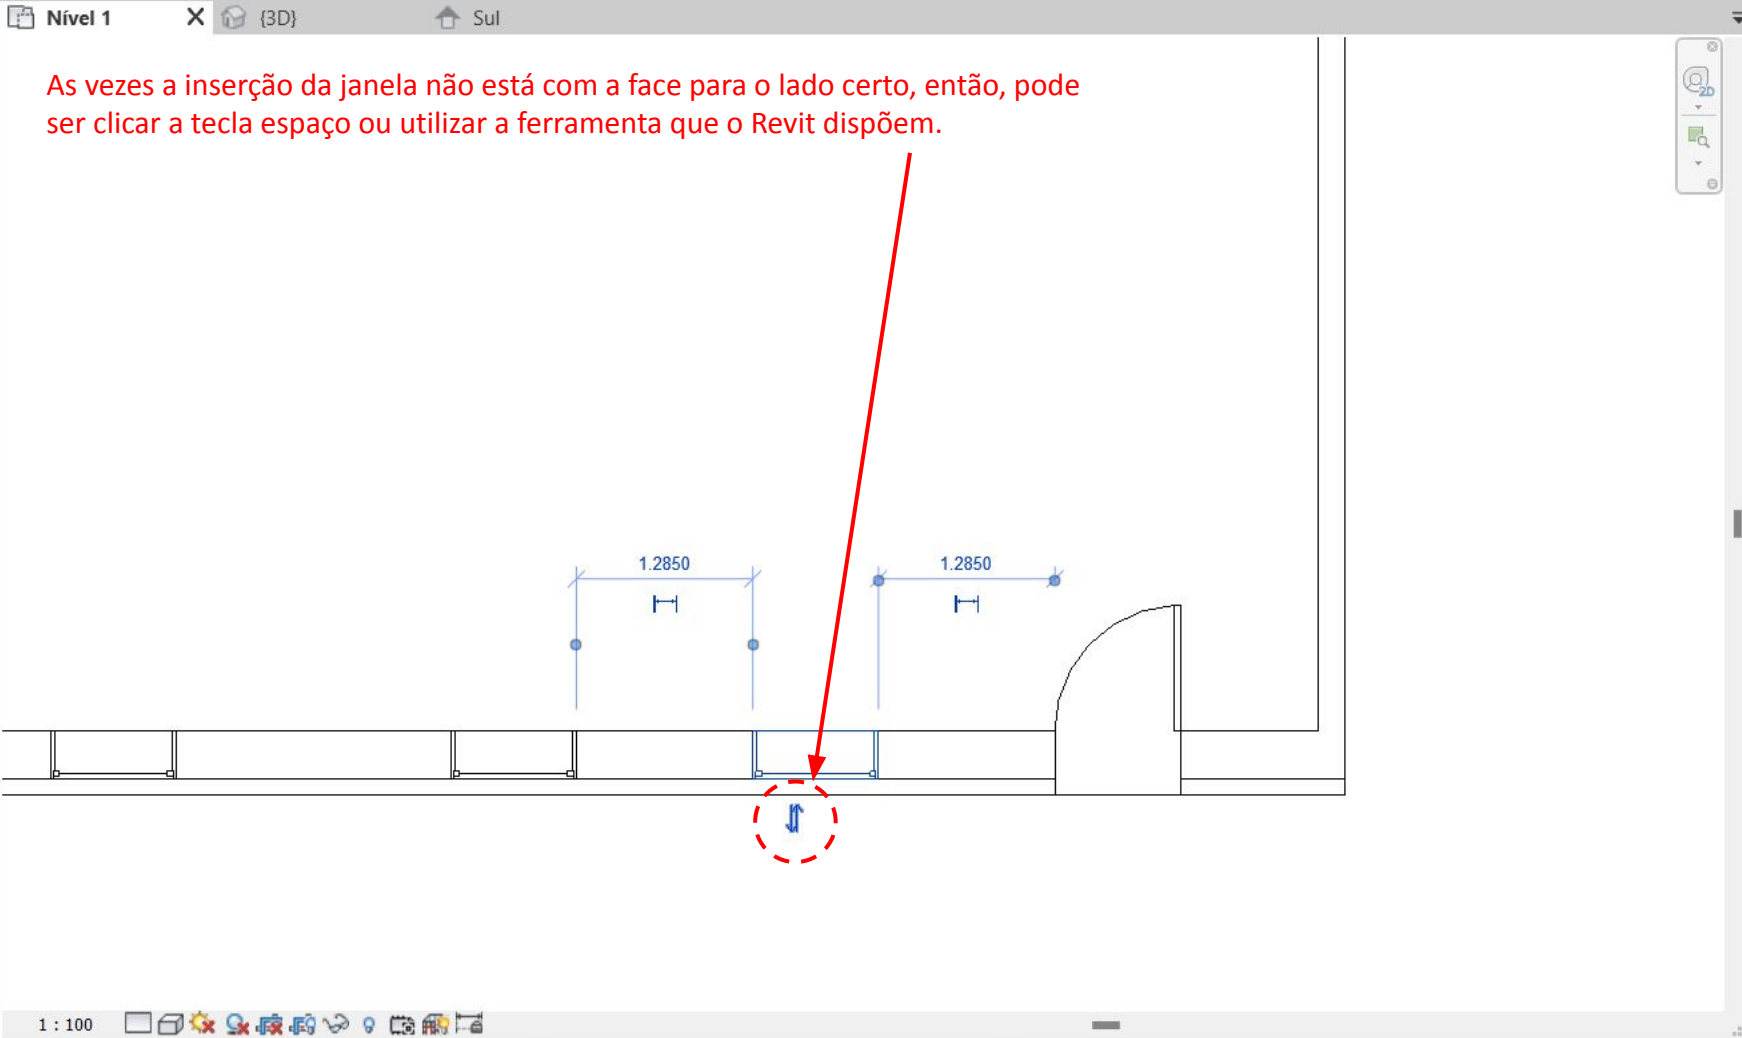 Nível 1
{3D}
Sul
As vezes a inserção da janela não está com a face para o lado certo, então, pode
ser clicar a tecla espaço ou utilizar a ferramenta que o Revit dispõem.
2D
1.2850
1.2850
1 : 100